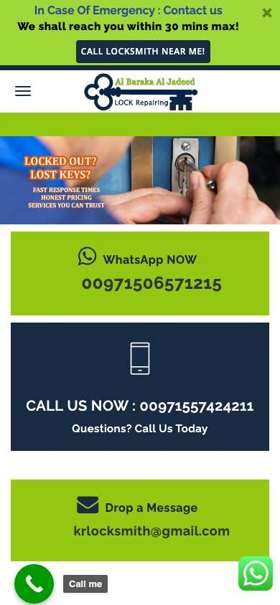 In Case Of Emergency : Contact us
We shall reach you within 30 mins max!
CALL LOCKSMITH NEAR ME!
Al Baraka Al Jadeed
LOCK Repairing
LOCKED OUT?
LOST KEYS?
FAST RESPONSE TIMES
HONEST PRICING
SERVICES YOU CAN TRUST
WhatsApp NOW
00971506571215
CALL US NOW : 00971557424211
Questions? Call Us Today
Drop a Message
krlocksmith@gmail.com
Call me